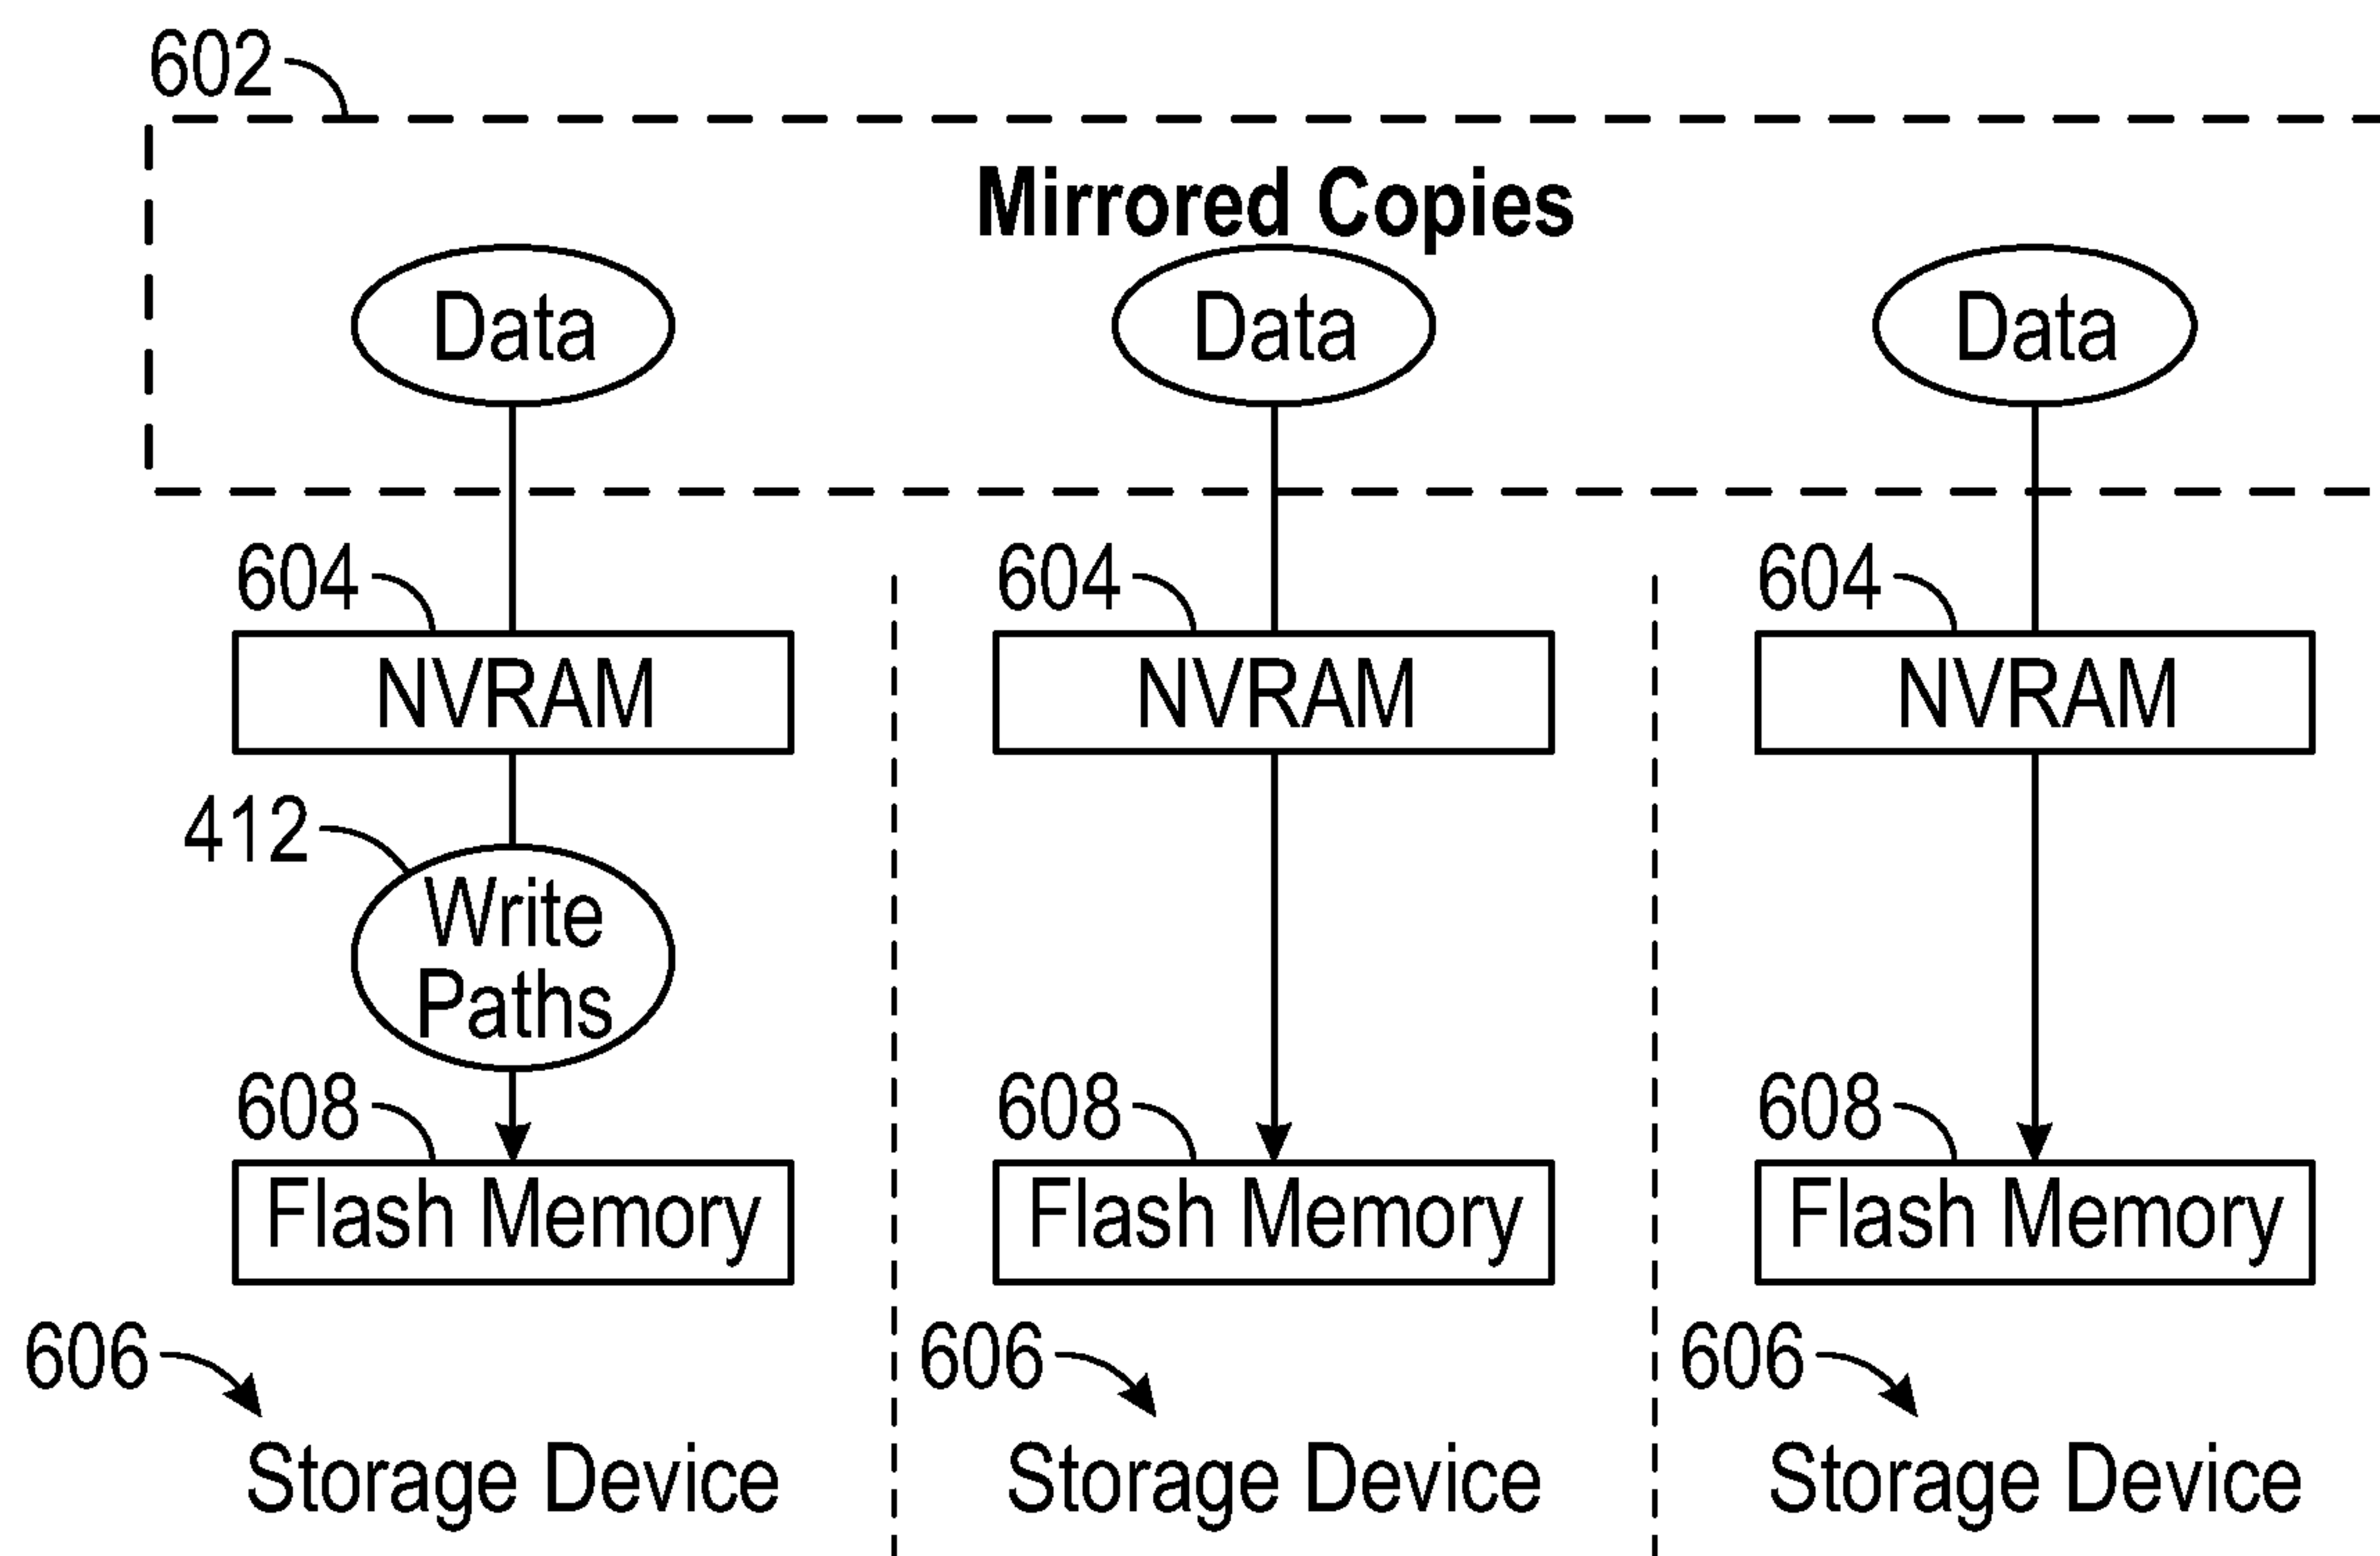 602
Mirrored Copies
Data Data Data
604 604 604
NVRAM NVRAM NVRAM
412
Write
Paths
608 608 608
Flash Memory Flash Memory Flash Memory
606 606 606
Storage Device Storage Device Storage Device